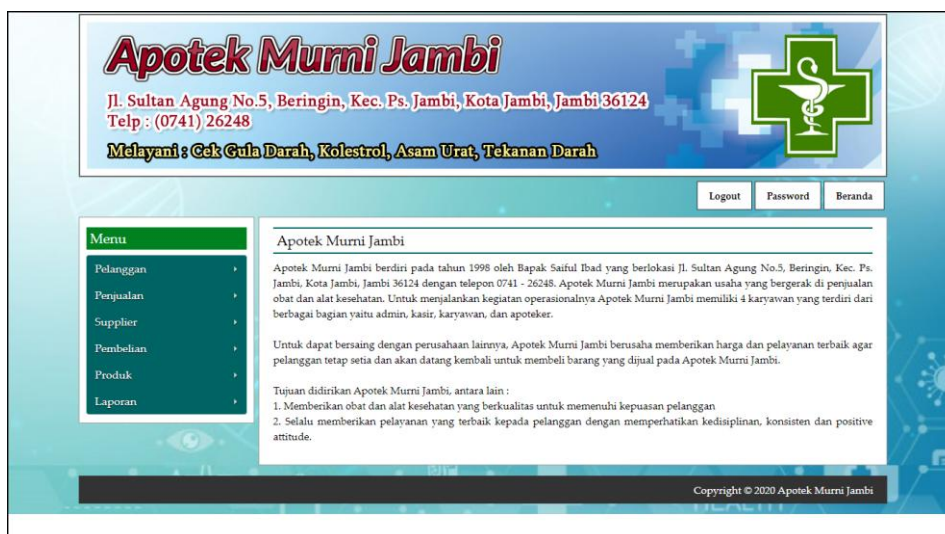 Apotek Murni Jambi
Jl. Sultan Agung No.5, Beringin, Kec. Ps. Jambi, Kota Jambi, Jambi 36124
Telp : (0741) 26248
Melayani : Cek Gula Darah, Kolestrol, Asam Urat, Tekanan Darah
Logout Password Beranda
Menu
Pelanggan
Penjualan
Supplier
Pembelian
Produk
Laporan
Apotek Murni Jambi
Apotek Murni Jambi berdiri pada tahun 1998 oleh Bapak Saiful Ibad yang berlokasi Jl. Sultan Agung No.5, Beringin, Kec. Ps.
Jambi, Kota Jambi, Jambi 36124 dengan telepon 0741 - 26248. Apotek Murni Jambi merupakan usaha yang bergerak di penjualan
obat dan alat kesehatan. Untuk menjalankan kegiatan operasionalnya Apotek Murni Jambi memiliki 4 karyawan yang terdiri dari
berbagai bagian yaitu admin, kasir, karyawan, dan apoteker.
Untuk dapat bersaing dengan perusahaan lainnya, Apotek Murni Jambi berusaha memberikan harga dan pelayanan terbaik agar
pelanggan tetap setia dan akan datang kembali untuk membeli barang yang dijual pada Apotek Murni Jambi.
Tujuan didirikan Apotek Murni Jambi, antara lain :
1. Memberikan obat dan alat kesehatan yang berkualitas untuk memenuhi kepuasan pelanggan
2. Selalu memberikan pelayanan yang terbaik kepada pelanggan dengan memperhatikan kedisiplinan, konsisten dan positive
attitude.
Copyright © 2020 Apotek Murni Jambi